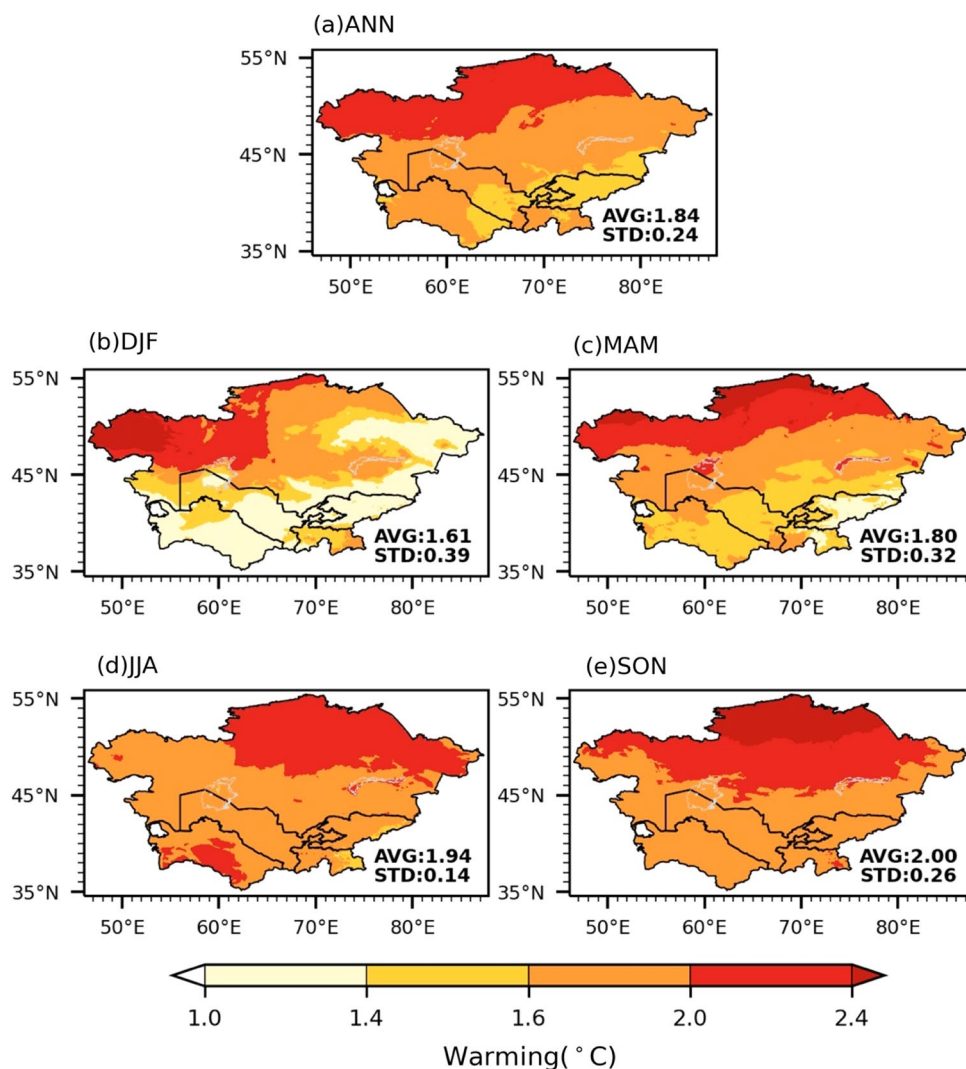 (a)ANN
55°N
45°N
35°N
AVG:1.84
STD:0.24
50°E 60°E 70°E 80°E
(b)DJF
55°N
45°N
35°N
AVG:1.61
STD:0.39
50°E 60°E 70°E 80°E
(c)MAM
55°N
45°N
35°N
AVG:1.80
STD:0.32
50°E 60°E 70°E 80°E
(d)JJA
55°N
45°N
35°N
AVG:1.94
STD:0.14
50°E 60°E 70°E 80°E
(e)SON
55°N
45°N
35°N
AVG:2.00
STD:0.26
50°E 60°E 70°E 80°E
1.0 1.4 1.6 2.0 2.4
Warming(°C)